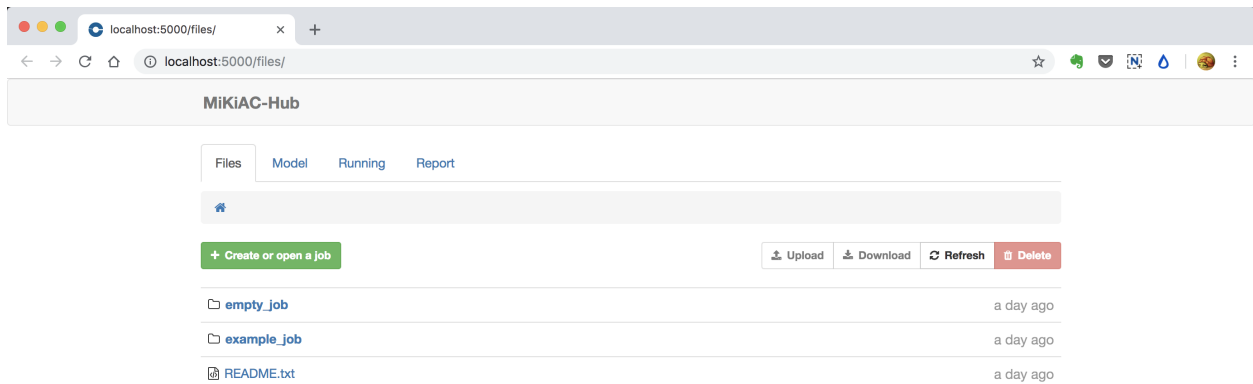 localhost:5000/files/
localhost:5000/files/
MiKiAC-Hub
Files Model Running Report
Create or open a job Upload Download Refresh Delete
empty_job a day ago
example_job a day ago
README.txt a day ago